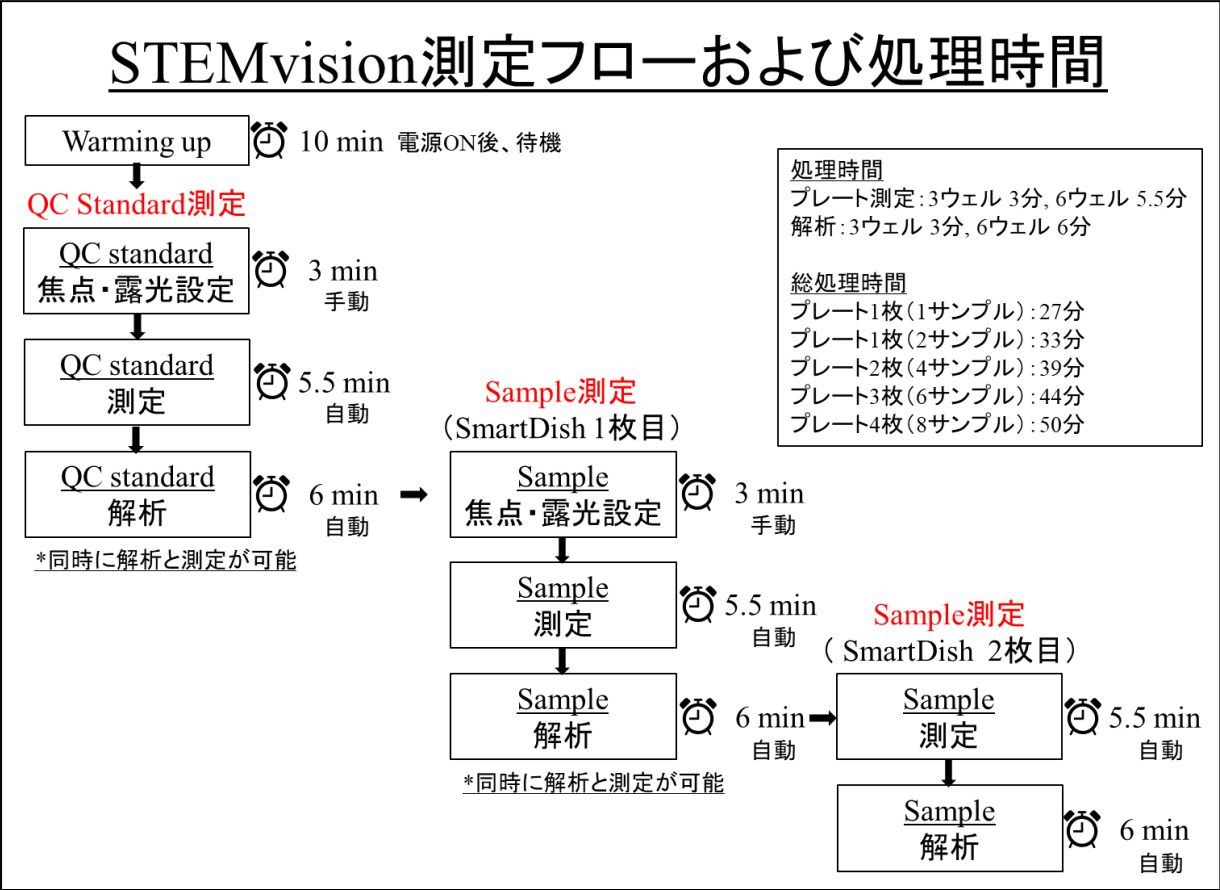 STEMvision測定フローおよび処理時間
Warming up
10 min 電源ON後、待機
QC Standard測定
QC standard
焦点・露光設定
3 min
手動
QC standard
測定
5.5 min
自動
QC standard
解析
6 min
自動
*同時に解析と測定が可能
Sample測定
（SmartDish 1枚目）
Sample
焦点・露光設定
3 min
手動
Sample
測定
5.5 min
自動
Sample
解析
6 min
自動
*同時に解析と測定が可能
Sample測定
（ SmartDish 2枚目）
Sample
測定
5.5 min
自動
Sample
解析
6 min
自動
処理時間
プレート測定：3ウェル 3分, 6ウェル 5.5分
解析：3ウェル 3分, 6ウェル 6分
総処理時間
プレート1枚（1サンプル）：27分
プレート1枚（2サンプル）：33分
プレート2枚（4サンプル）：39分
プレート3枚（6サンプル）：44分
プレート4枚（8サンプル）：50分